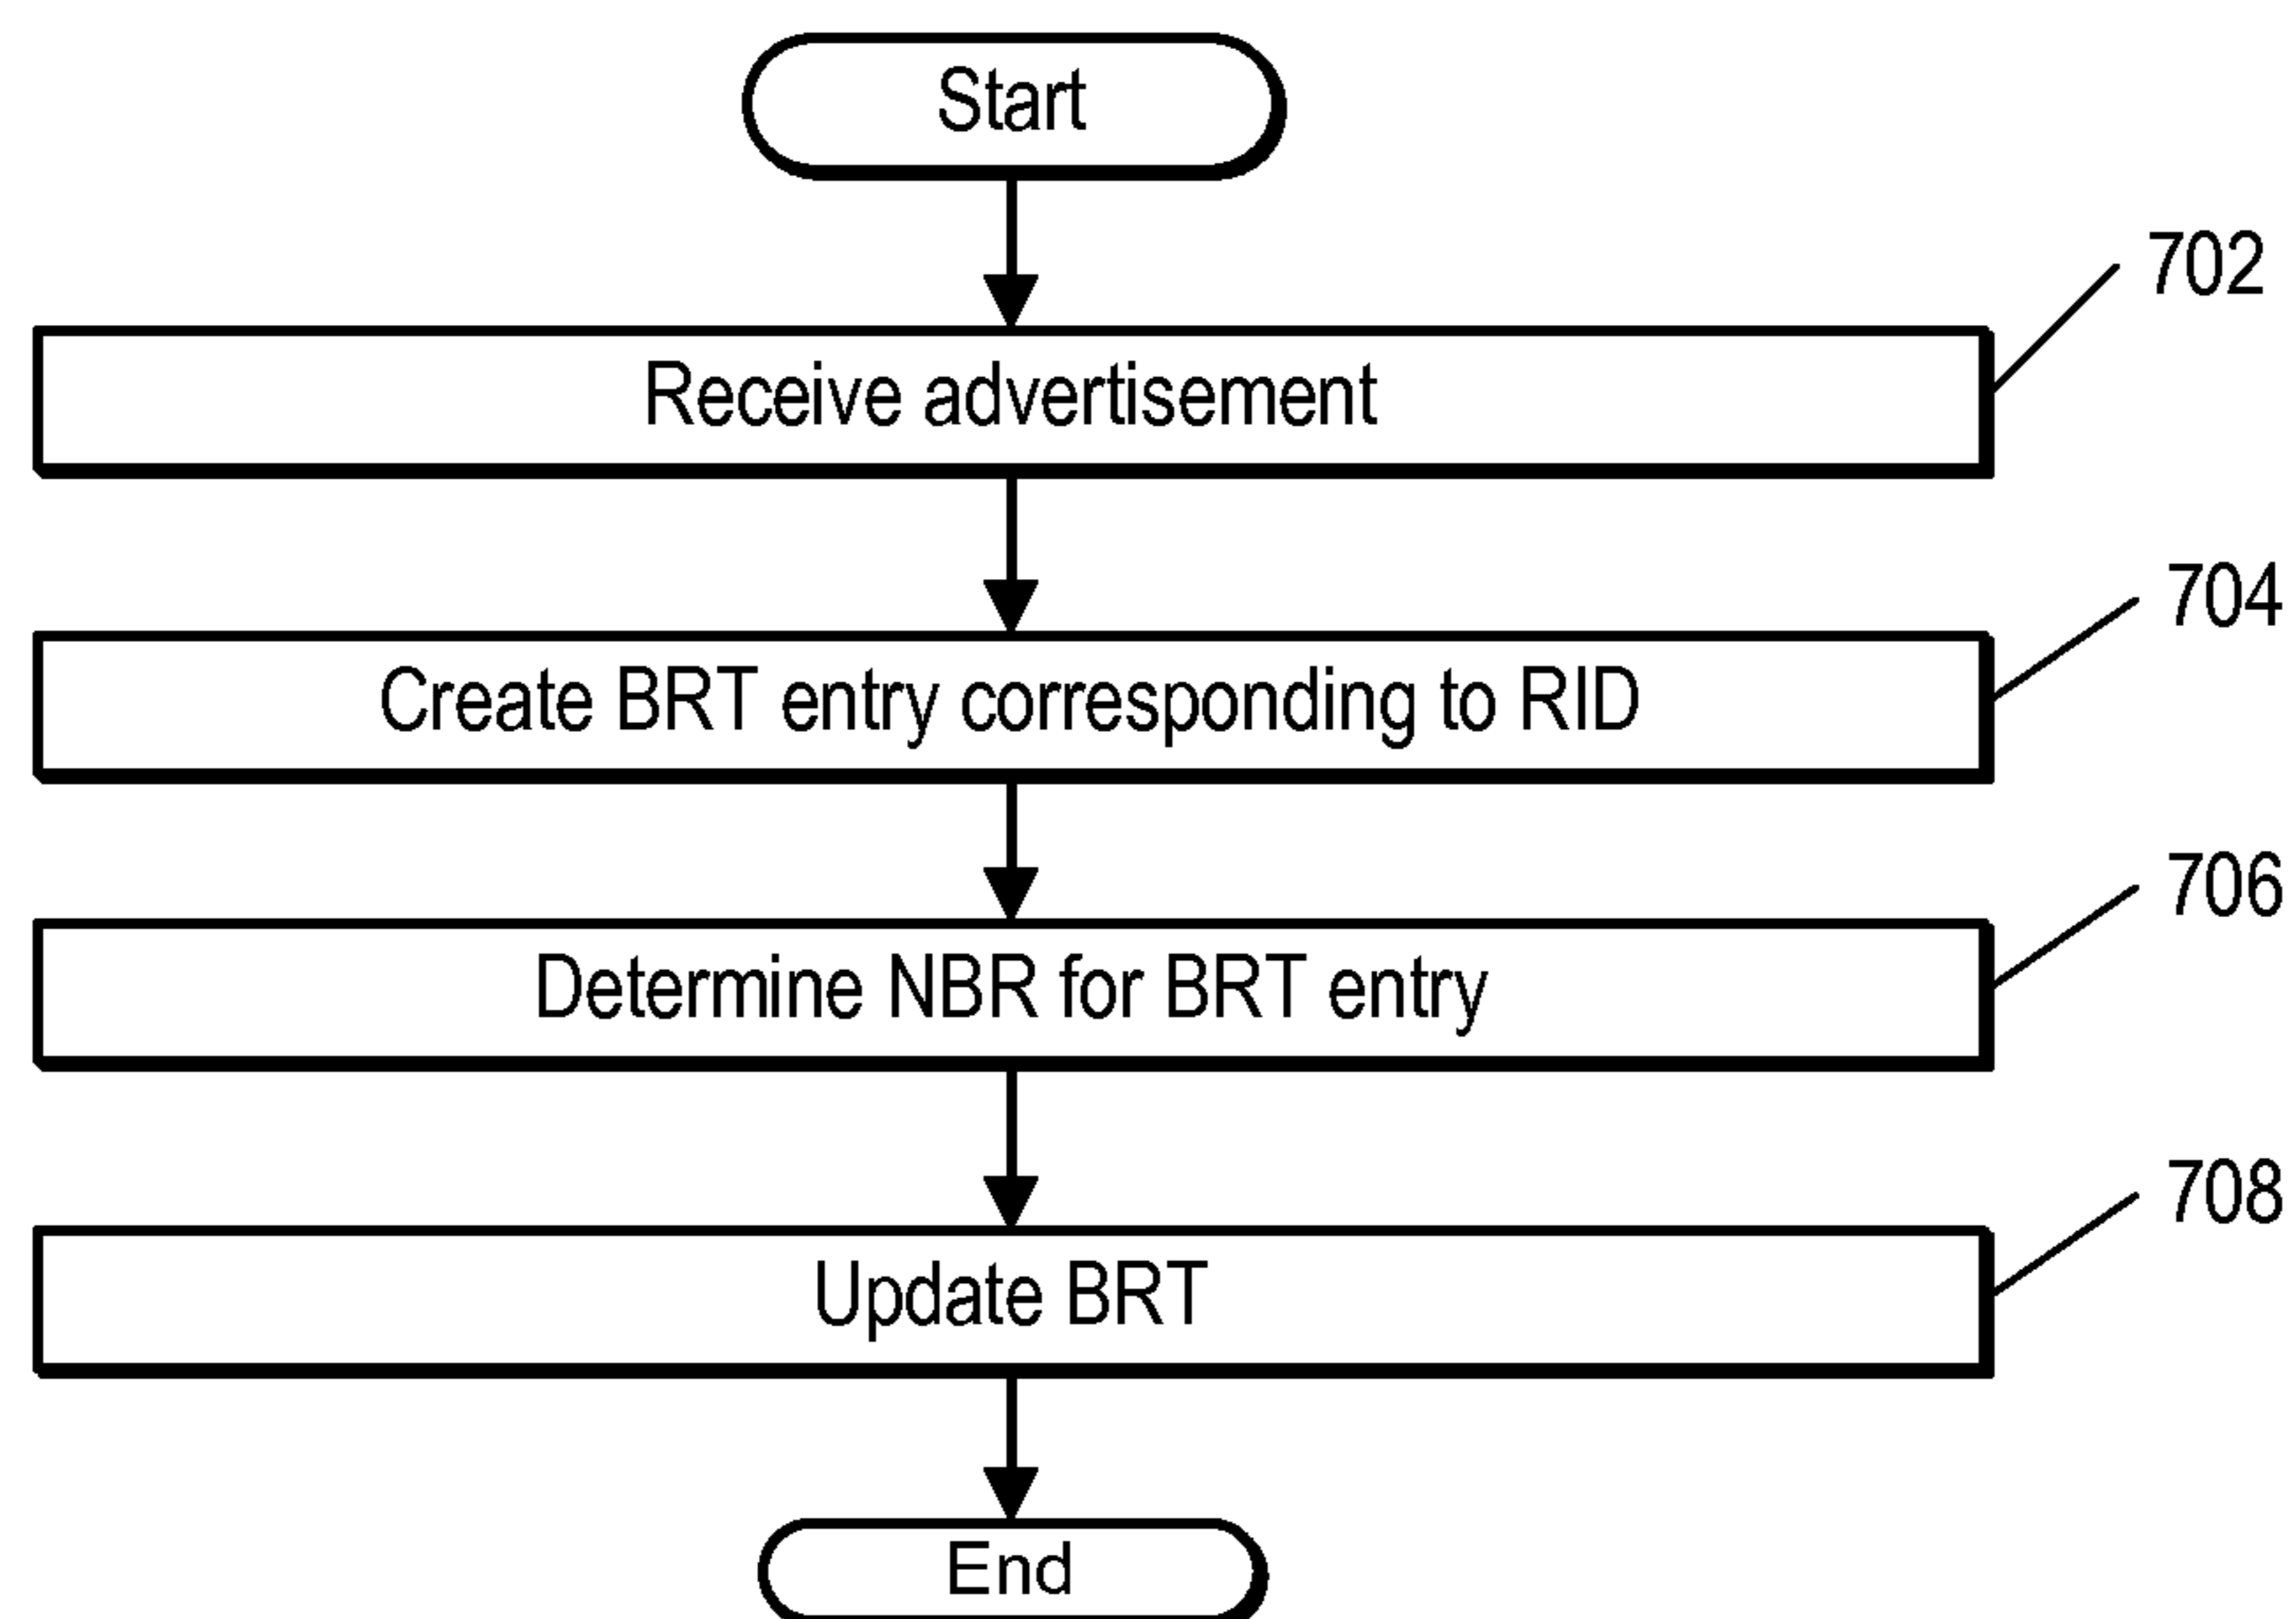 Start
702
Receive advertisement
704
Create BRT entry corresponding to RID
706
Determine NBR for BRT entry
708
Update BRT
End